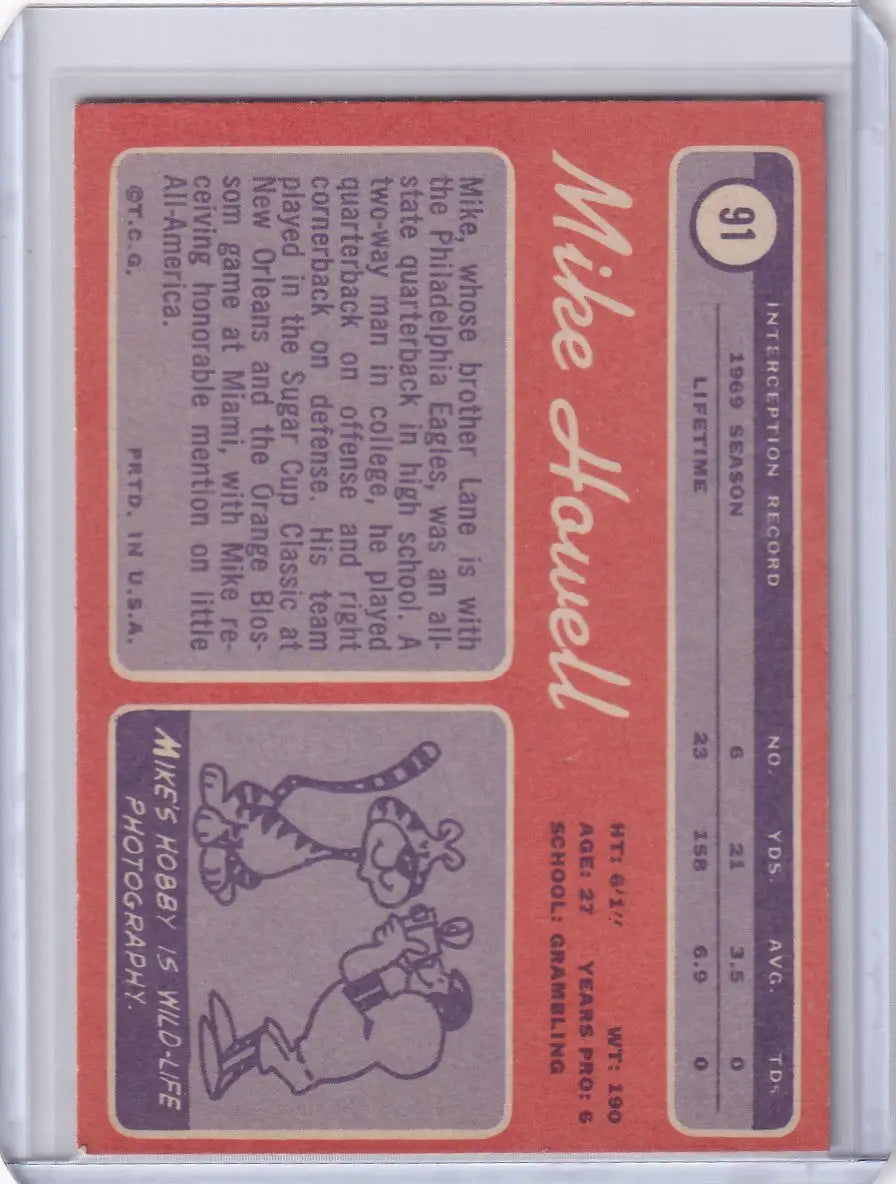 91
INTERCEPTION RECORD NO. YDS. AVG. TDS
1969 SEASON 6 21 3.5 0
LIFETIME 23 158 6.9 0
Mike Howell
HT: 6'1" WT: 190
AGE: 27 YEARS PRO: 6
SCHOOL: GRAMBLING
Mike, whose brother Lane is with
the Philadelphia Eagles, was an all-
state quarterback in high school. A
two-way man in college, he played
quarterback on offense and right
cornerback on defense. His team
played in the Sugar Cup Classic at
New Orleans and the Orange Blos-
som game at Miami, with Mike re-
ceiving honorable mention on little
All-America.
©T.C.G. PRTD. IN U.S.A.
MIKE'S HOBBY IS WILD-LIFE
PHOTOGRAPHY.